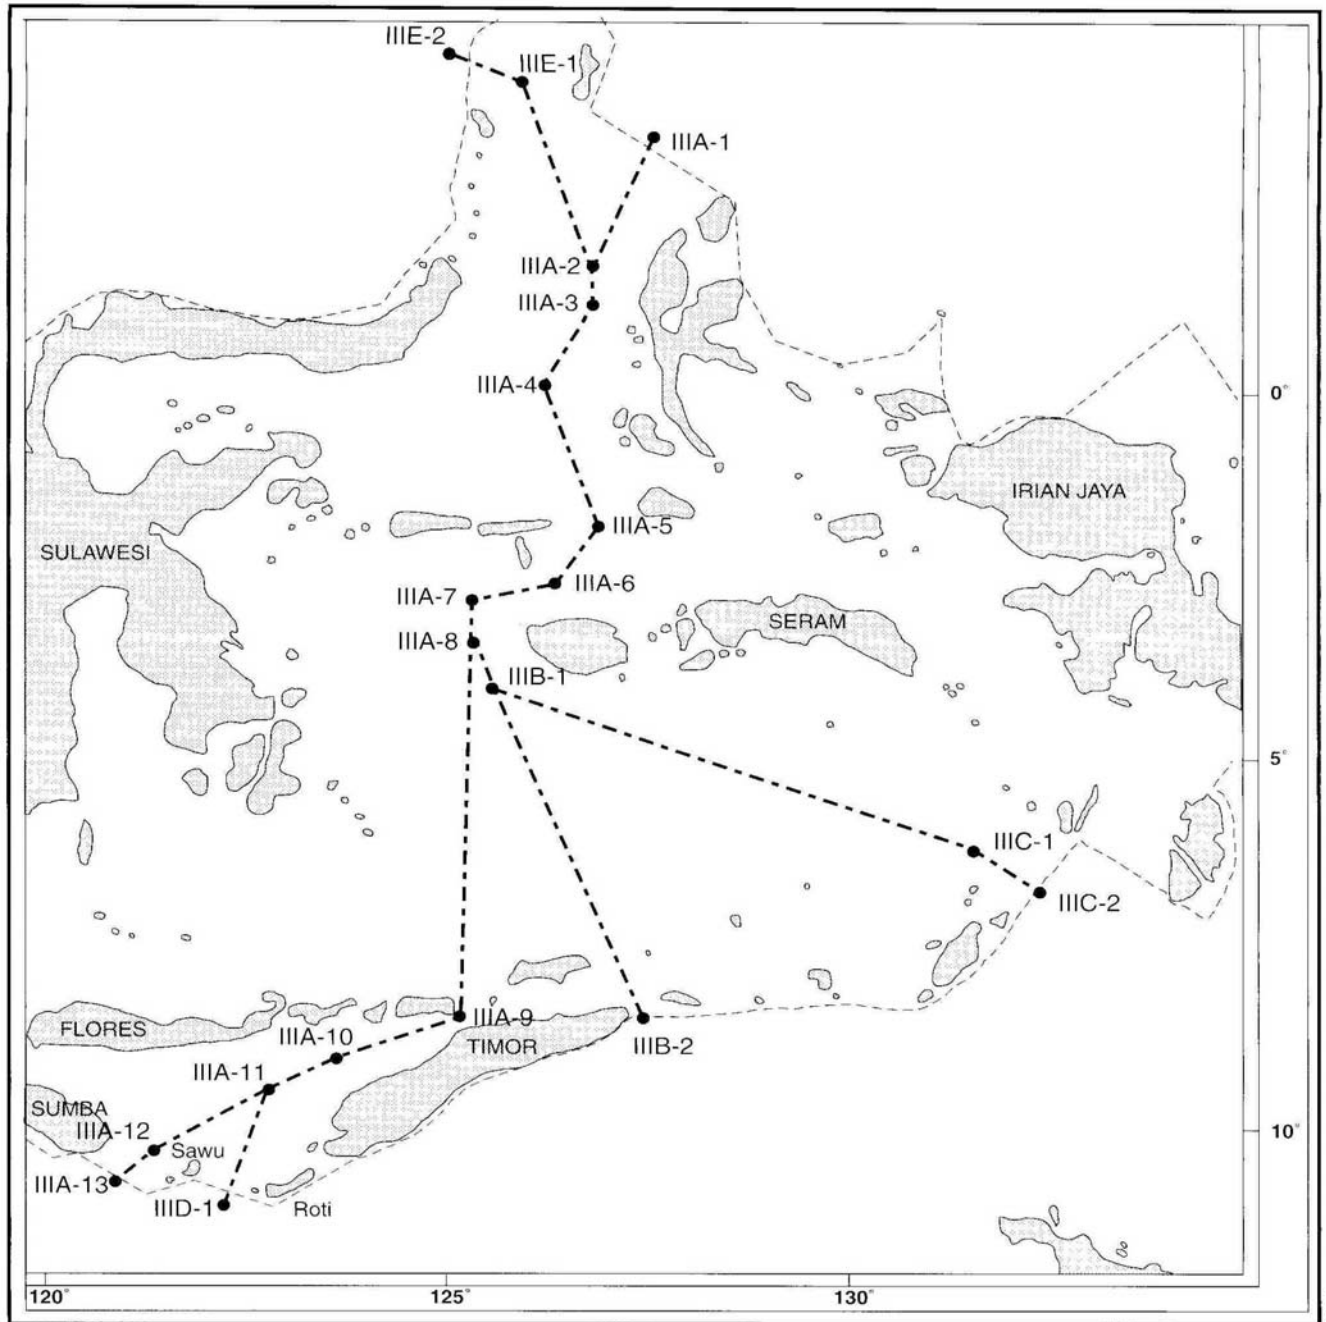 IIIE-2
IIIE-1
IIIA-1
IIIA-2
IIIA-3
IIIA-4
0°
IRIAN JAYA
IIIA-5
SULAWESI
IIIA-6
IIIA-7
SERAM
IIIA-8
IIIB-1
5°
IIIC-1
IIIC-2
IIIA-9
FLORES
IIIA-10
TIMOR
IIIB-2
IIIA-11
SUMBA
IIIA-12
10°
Sawu
IIIA-13
IIID-1
Roti
120°
125°
130°